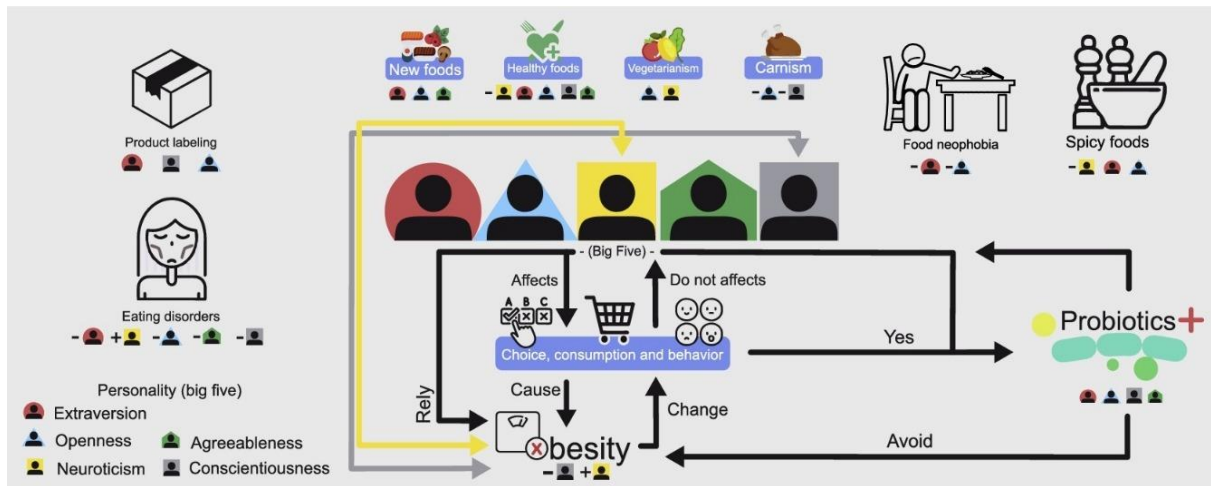 New foods
Healthy foods
Vegetarianism
Carnism
Product labeling
Food neophobia
Spicy foods
Eating disorders
- (Big Five) -
Affects
Do not affects
A B C
Choice, consumption and behavior
Yes
Probiotics+
Rely
Cause
Change
Avoid
xbesity
- +
Personality (big five)
Extraversion
Openness
Agreeableness
Neuroticism
Conscientiousness